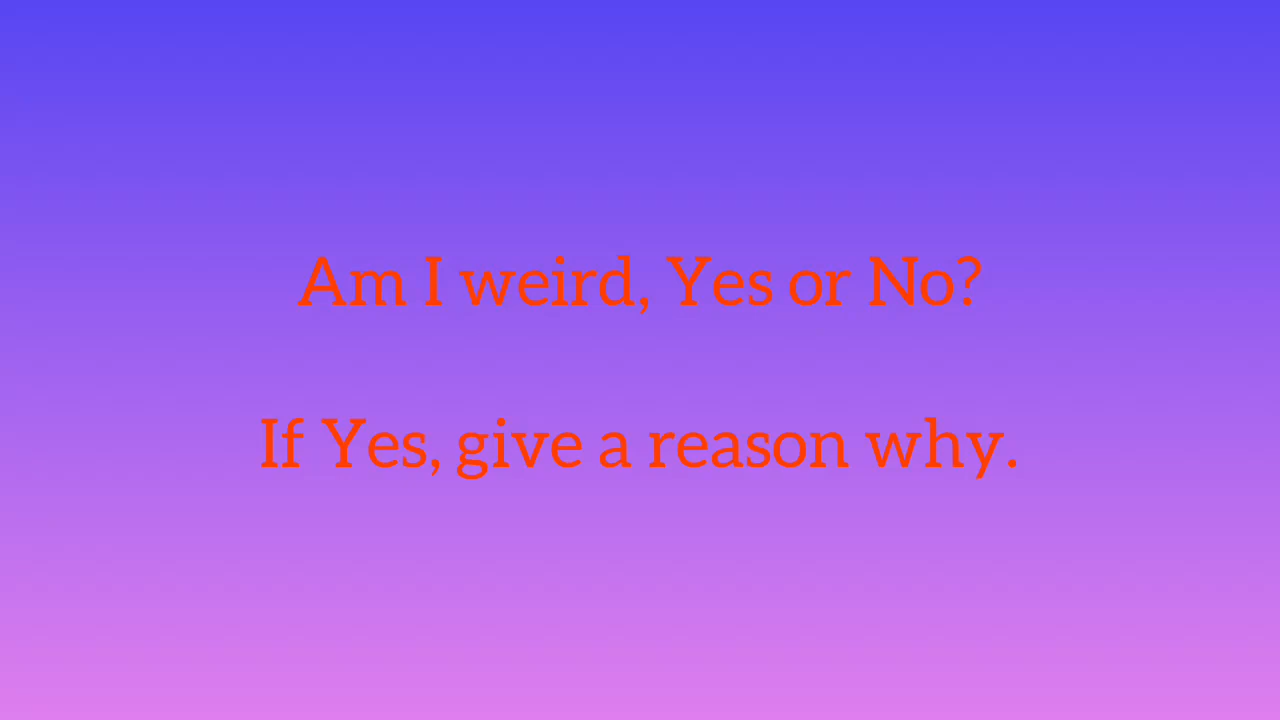 Am I weird, Yes or No?
If Yes, give a reason why.